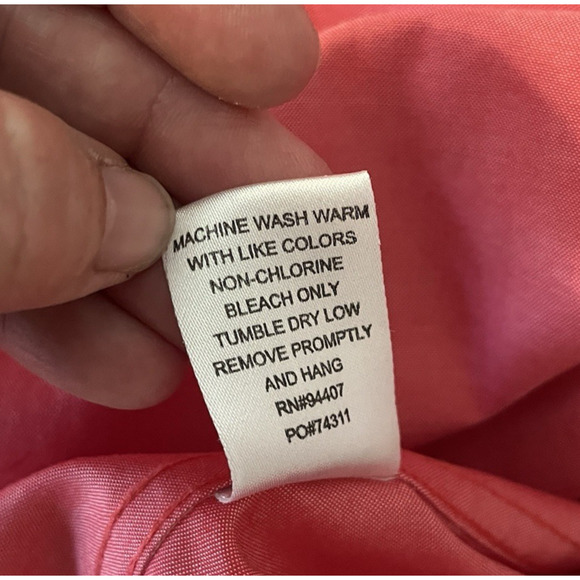 MACHINE WASH WARM
WITH LIKE COLORS
NON-CHLORINE
BLEACH ONLY
TUMBLE DRY LOW
REMOVE PROMPTLY
AND HANG
RN#94407
PO#74311